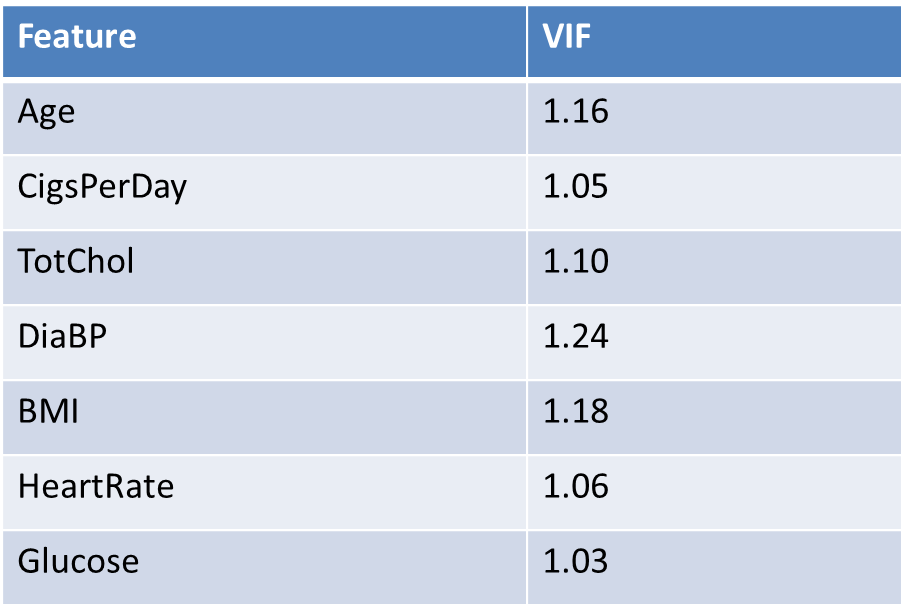 Feature VIF
Age 1.16
CigsPerDay 1.05
TotChol 1.10
DiaBP 1.24
BMI 1.18
HeartRate 1.06
Glucose 1.03